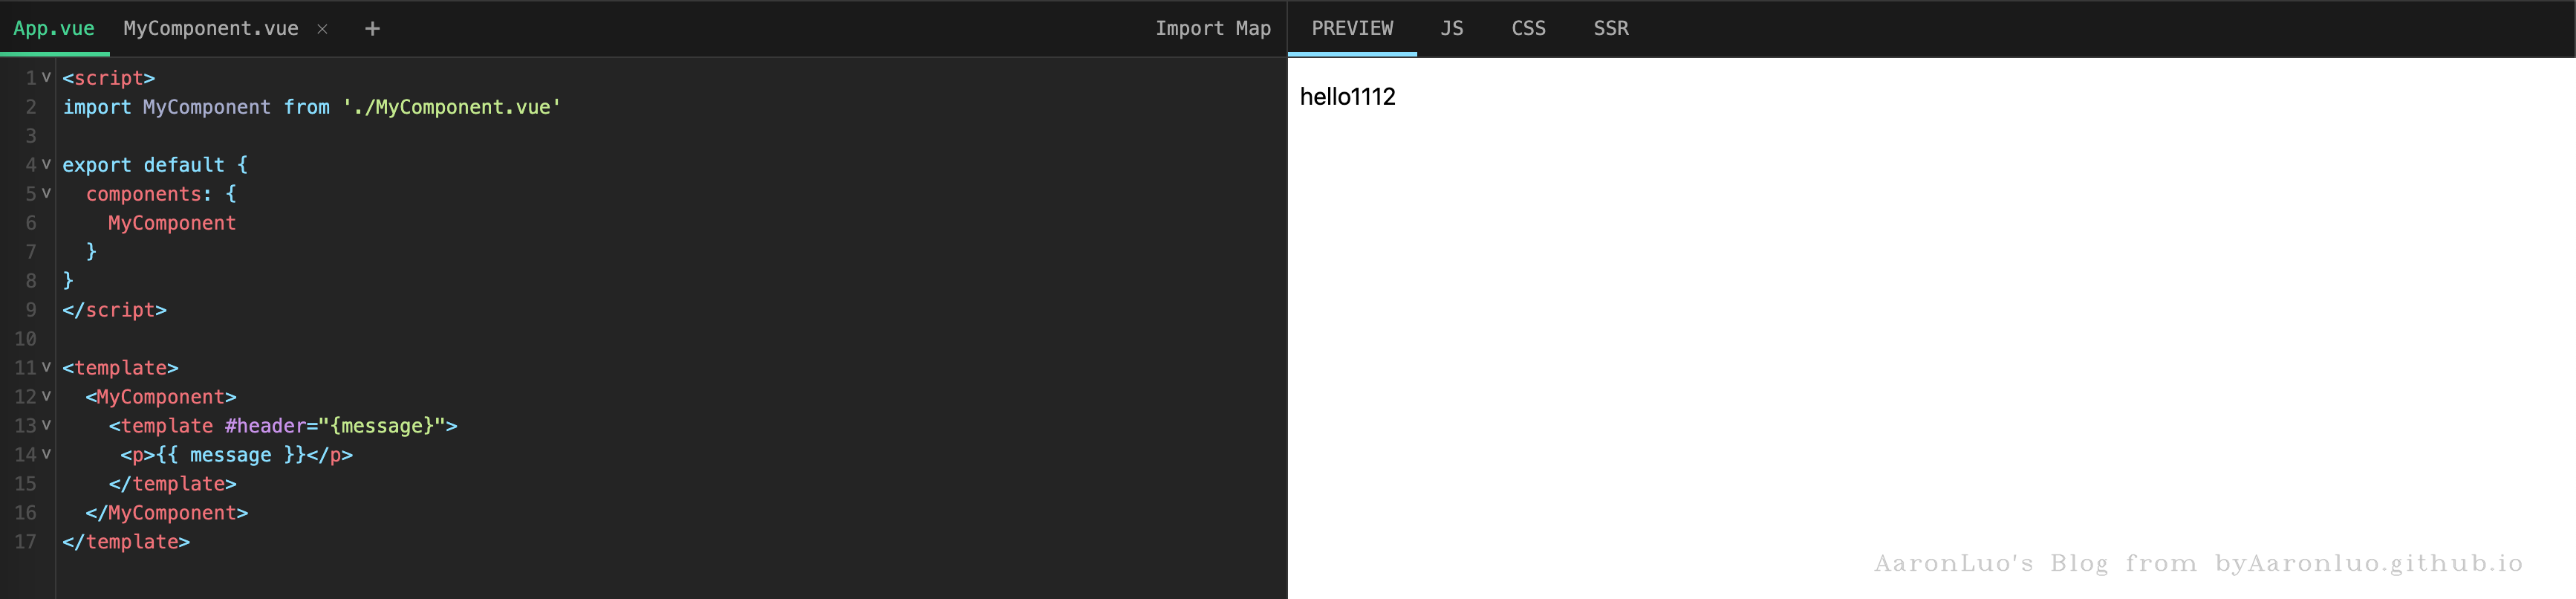 App.vue MyComponent.vue × + Import Map
PREVIEW JS CSS SSR
1 <script>
2 import MyComponent from './MyComponent.vue'
3
4 export default {
5   components: {
6     MyComponent
7   }
8 }
9 </script>
10
11 <template>
12   <MyComponent>
13     <template #header="{message}">
14      <p>{{ message }}</p>
15     </template>
16   </MyComponent>
17 </template>
hello1112
AaronLuo's Blog from byAaronluo.github.io